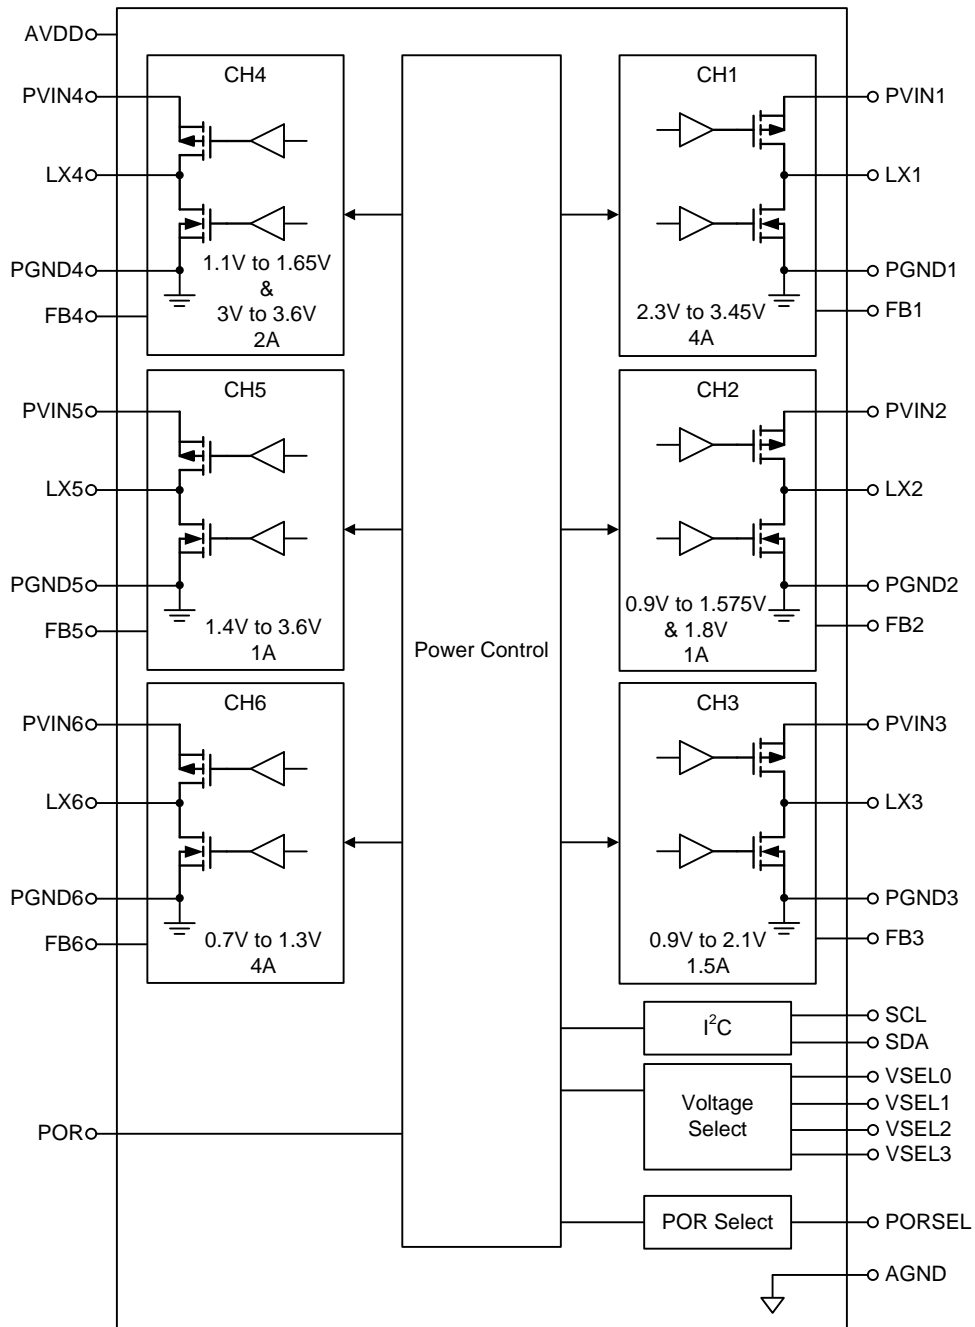 AVDD
PVIN4
LX4
PGND4
FB4
CH4
1.1V to 1.65V
&
3V to 3.6V
2A
PVIN5
LX5
PGND5
FB5
CH5
1.4V to 3.6V
1A
PVIN6
LX6
PGND6
FB6
CH6
0.7V to 1.3V
4A
POR
Power Control
CH1
2.3V to 3.45V
4A
PVIN1
LX1
PGND1
FB1
CH2
0.9V to 1.575V
& 1.8V
1A
PVIN2
LX2
PGND2
FB2
CH3
0.9V to 2.1V
1.5A
PVIN3
LX3
PGND3
FB3
I²C
SCL
SDA
Voltage
Select
VSEL0
VSEL1
VSEL2
VSEL3
POR Select
PORSEL
AGND